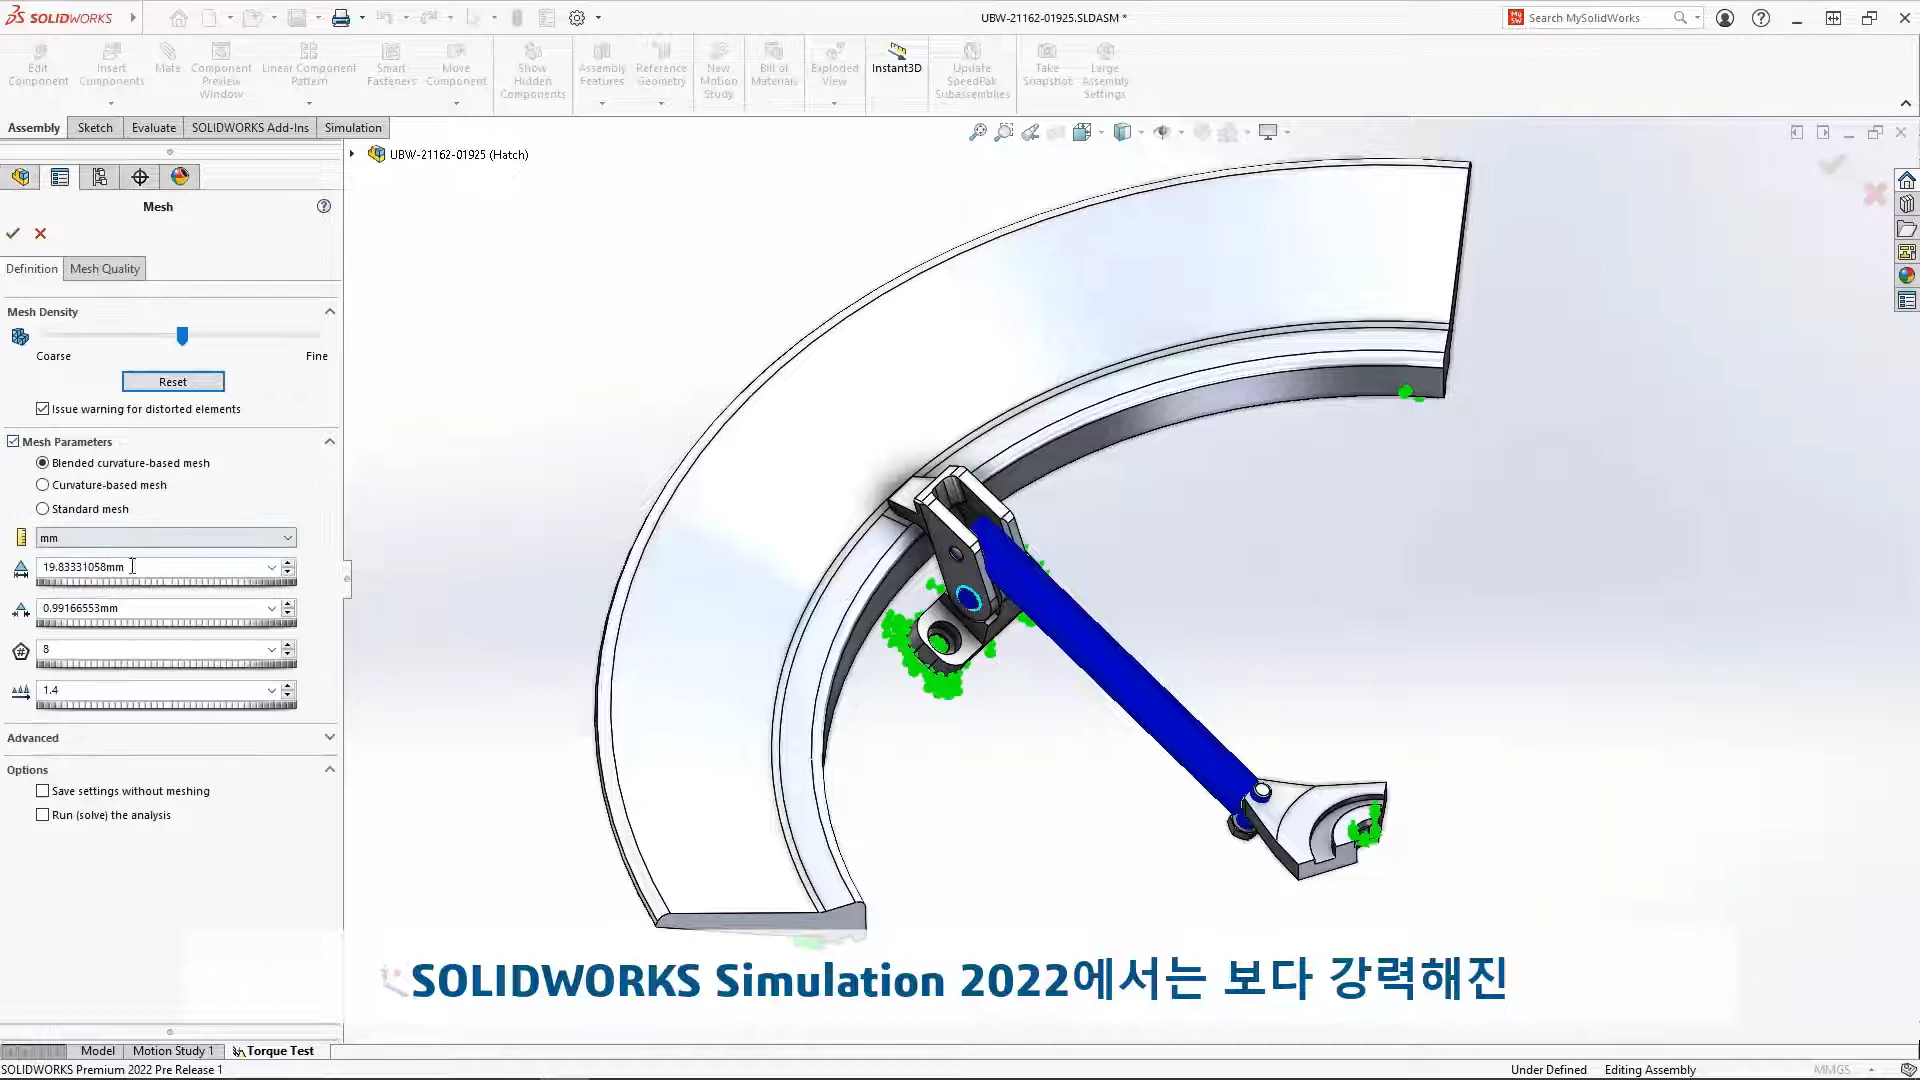 SOLIDWORKS
UBW-21162-01925.SLDASM *
Search MySolidWorks
Edit Component
Insert Components
Mate
Component Preview Window
Linear Component Pattern
Smart Fasteners
Move Component
Show Hidden Components
Assembly Features
Reference Geometry
New Motion Study
Bill of Materials
Exploded View
Instant3D
Update SpeedPak Subassemblies
Take Snapshot
Large Assembly Settings
Assembly Sketch Evaluate SOLIDWORKS Add-Ins Simulation
UBW-21162-01925 (Hatch)
Mesh
Definition Mesh Quality
Mesh Density
Coarse Fine
Reset
Issue warning for distorted elements
Mesh Parameters
Blended curvature-based mesh
Curvature-based mesh
Standard mesh
mm
19.83331058mm
0.99166553mm
8
1.4
Advanced
Options
Save settings without meshing
Run (solve) the analysis
SOLIDWORKS Simulation 2022에서는 보다 강력해진
Model Motion Study 1 Torque Test
SOLIDWORKS Premium 2022 Pre Release 1
Under Defined Editing Assembly MMGS